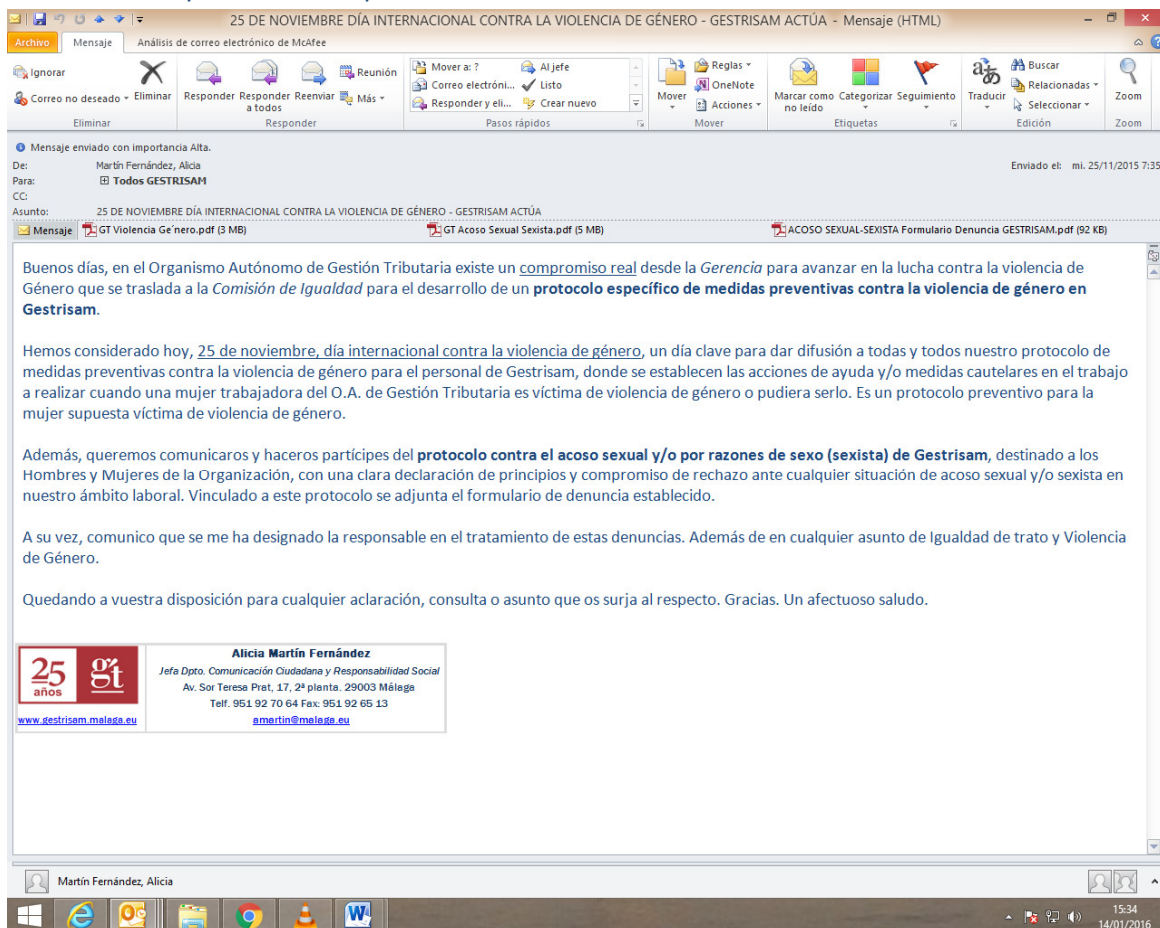 25 DE NOVIEMBRE DÍA INTERNACIONAL CONTRA LA VIOLENCIA DE GÉNERO - GESTRISAM ACTÚA - Mensaje (HTML)
Archivo Mensaje Análisis de correo electrónico de McAfee
Ignorar
Correo no deseado
Eliminar
Eliminar
Responder
Responder a todos
Reenviar
Reunión
Más
Responder
Mover a: ?
Correo electróni...
Responder y eli...
Al jefe
Listo
Crear nuevo
Pasos rápidos
Mover
Reglas
OneNote
Acciones
Mover
Marcar como no leído
Categorizar
Seguimiento
Etiquetas
Traducir
Buscar
Relacionadas
Seleccionar
Edición
Zoom
Zoom
Mensaje enviado con importancia Alta.
De: Martín Fernández, Alicia
Enviado el: mi. 25/11/2015 7:35
Para: Todos GESTRISAM
CC:
Asunto: 25 DE NOVIEMBRE DÍA INTERNACIONAL CONTRA LA VIOLENCIA DE GÉNERO - GESTRISAM ACTÚA
Mensaje GT Violencia Ge´nero.pdf (3 MB) GT Acoso Sexual Sexista.pdf (5 MB) ACOSO SEXUAL-SEXISTA Formulario Denuncia GESTRISAM.pdf (92 KB)
Buenos días, en el Organismo Autónomo de Gestión Tributaria existe un compromiso real desde la Gerencia para avanzar en la lucha contra la violencia de
Género que se traslada a la Comisión de Igualdad para el desarrollo de un protocolo específico de medidas preventivas contra la violencia de género en
Gestrisam.
Hemos considerado hoy, 25 de noviembre, día internacional contra la violencia de género, un día clave para dar difusión a todas y todos nuestro protocolo de
medidas preventivas contra la violencia de género para el personal de Gestrisam, donde se establecen las acciones de ayuda y/o medidas cautelares en el trabajo
a realizar cuando una mujer trabajadora del O.A. de Gestión Tributaria es víctima de violencia de género o pudiera serlo. Es un protocolo preventivo para la
mujer supuesta víctima de violencia de género.
Además, queremos comunicaros y haceros partícipes del protocolo contra el acoso sexual y/o por razones de sexo (sexista) de Gestrisam, destinado a los
Hombres y Mujeres de la Organización, con una clara declaración de principios y compromiso de rechazo ante cualquier situación de acoso sexual y/o sexista en
nuestro ámbito laboral. Vinculado a este protocolo se adjunta el formulario de denuncia establecido.
A su vez, comunico que se me ha designado la responsable en el tratamiento de estas denuncias. Además de en cualquier asunto de Igualdad de trato y Violencia
de Género.
Quedando a vuestra disposición para cualquier aclaración, consulta o asunto que os surja al respecto. Gracias. Un afectuoso saludo.
25
años
gt
www.gestrisam.malaga.eu
Alicia Martín Fernández
Jefa Dpto. Comunicación Ciudadana y Responsabilidad Social
Av. Sor Teresa Prat, 17, 2ª planta. 29003 Málaga
Telf. 951 92 70 64 Fax: 951 92 65 13
amartin@malaga.eu
Martín Fernández, Alicia
15:34
14/01/2016